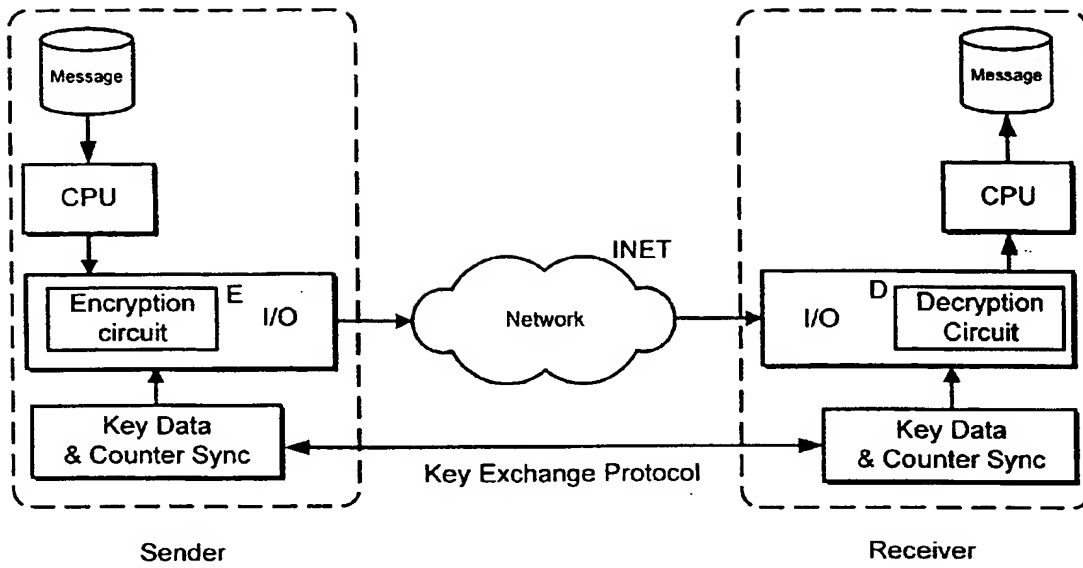 Message
CPU
Encryption
circuit
E
I/O
Key Data
& Counter Sync
Sender
INET
Network
Key Exchange Protocol
Message
CPU
I/O
D
Decryption
Circuit
Key Data
& Counter Sync
Receiver